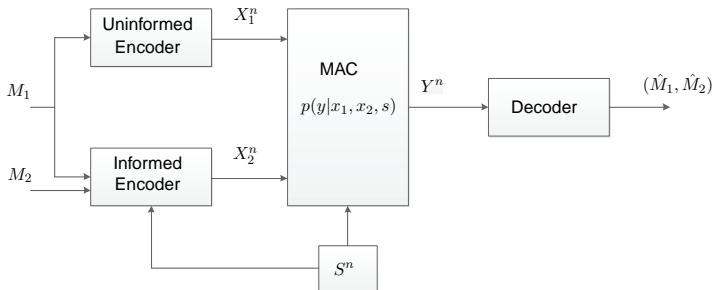 Uninformed
Encoder
X_1^n
MAC
p(y|x_1, x_2, s)
M_1
Y^n
Decoder
(\hat{M}_1, \hat{M}_2)
M_2
Informed
Encoder
X_2^n
S^n